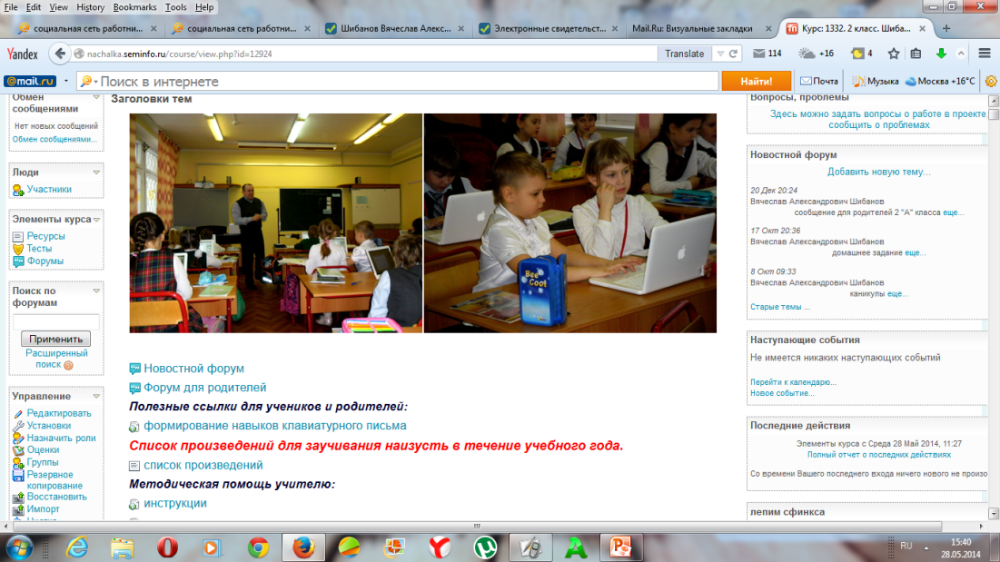 File Edit View History Bookmarks Tools Help
социальная сеть работни...
социальная сеть работни...
Шибанов Вячеслав Алекс...
Электронные свидетельст...
Mail.Ru: Визуальные закладки
Курс: 1332. 2 класс. Шиба...
Yandex
nachalka.seminfo.ru/course/view.php?id=12924
Translate
114
+16
4
@mail.ru
Поиск в интернете
Найти!
Почта
Музыка
Москва +16°C
Обмен
сообщениями
Нет новых сообщений
Обмен сообщениями...
Люди
Участники
Элементы курса
Ресурсы
Тесты
Форумы
Поиск по
форумам
Применить
Расширенный
поиск
Управление
Редактировать
Установки
Назначить роли
Оценки
Группы
Резервное
копирование
Восстановить
Импорт
Заголовки тем
Bee
Cool
Новостной форум
Форум для родителей
Полезные ссылки для учеников и родителей:
формирование навыков клавиатурного письма
Список произведений для заучивания наизусть в течение учебного года.
список произведений
Методическая помощь учителю:
инструкции
Вопросы, проблемы
Здесь можно задать вопросы о работе в проекте
сообщить о проблемах
Новостной форум
Добавить новую тему...
20 Дек 20:24
Вячеслав Александрович Шибанов
сообщение для родителей 2 "А" класса еще...
17 Окт 20:36
Вячеслав Александрович Шибанов
домашнее задание еще...
8 Окт 09:33
Вячеслав Александрович Шибанов
каникулы еще...
Старые темы ...
Наступающие события
Не имеется никаких наступающих событий
Перейти к календарю...
Новое событие...
Последние действия
Элементы курса с Среда 28 Май 2014, 11:27
Полный отчет о последних действиях
Со времени Вашего последнего входа ничего нового не произо
лепим сфинкса
RU
15:40
28.05.2014